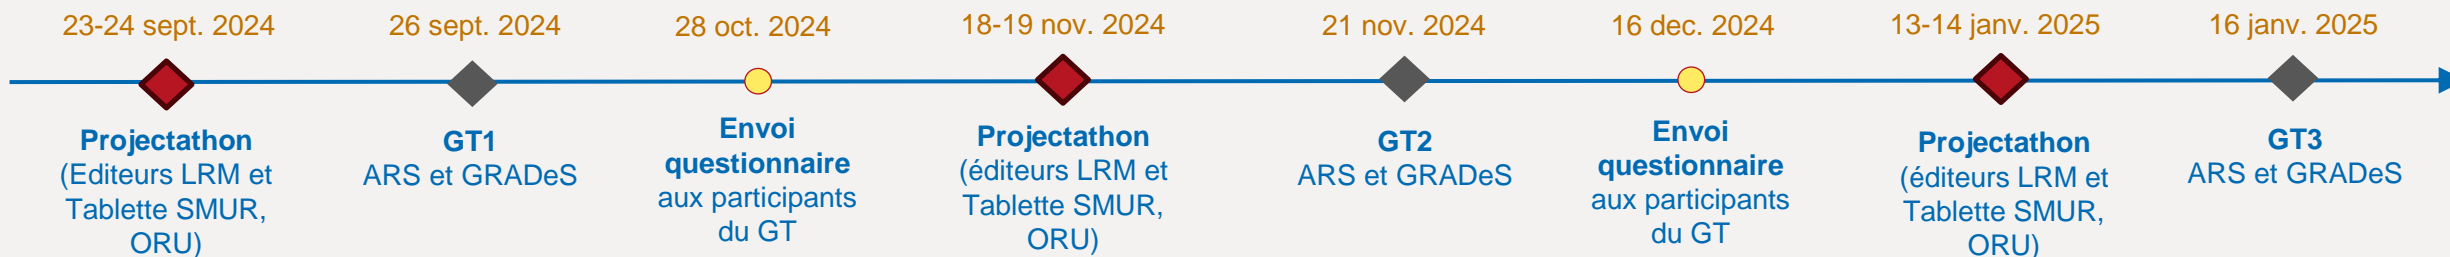 23-24 sept. 2024
26 sept. 2024
28 oct. 2024
18-19 nov. 2024
21 nov. 2024
16 dec. 2024
13-14 janv. 2025
16 janv. 2025
Projectathon
(Editeurs LRM et
Tablette SMUR,
ORU)
GT1
ARS et GRADeS
Envoi
questionnaire
aux participants
du GT
Projectathon
(éditeurs LRM et
Tablette SMUR,
ORU)
GT2
ARS et GRADeS
Envoi
questionnaire
aux participants
du GT
Projectathon
(éditeurs LRM et
Tablette SMUR,
ORU)
GT3
ARS et GRADeS